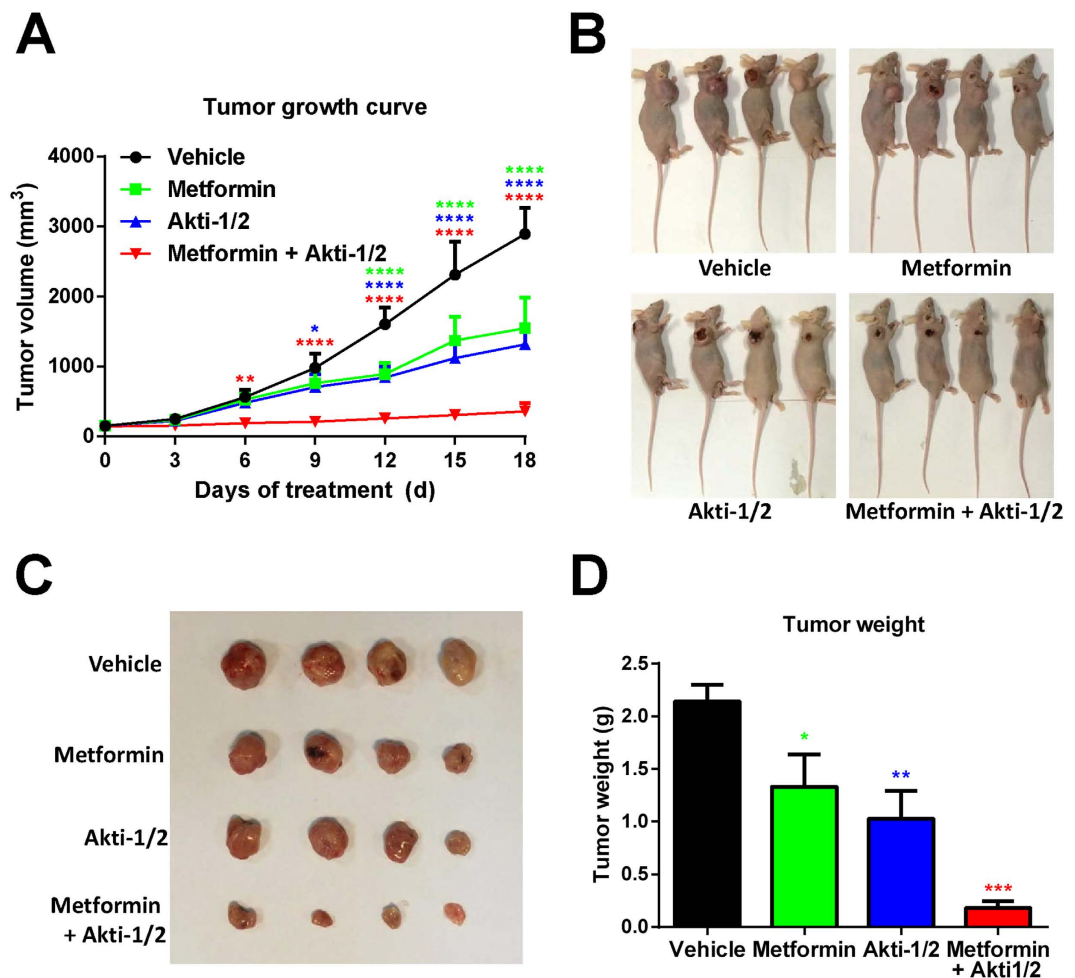 A
Tumor growth curve
Tumor volume (mm³)
4000
3000
2000
1000
0
Vehicle
Metformin
Akti-1/2
Metformin + Akti-1/2
**
*
****
****
****
****
****
****
****
****
****
****
0 3 6 9 12 15 18
Days of treatment (d)
B
Vehicle
Metformin
Akti-1/2
Metformin + Akti-1/2
C
Vehicle
Metformin
Akti-1/2
Metformin
+ Akti-1/2
D
Tumor weight
Tumor weight (g)
2.5
2.0
1.5
1.0
0.5
0.0
*
**
***
Vehicle Metformin Akti-1/2 Metformin
+ Akti1/2